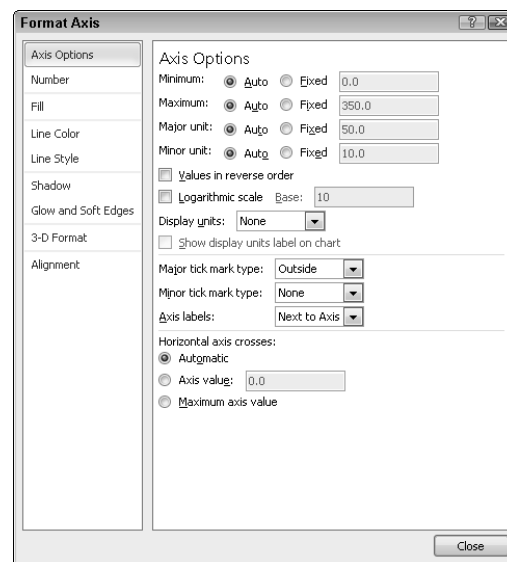 Format Axis
Axis Options
Number
Fill
Line Color
Line Style
Shadow
Glow and Soft Edges
3-D Format
Alignment
Axis Options
Minimum: Auto Fixed 0.0
Maximum: Auto Fixed 350.0
Major unit: Auto Fixed 50.0
Minor unit: Auto Fixed 10.0
Values in reverse order
Logarithmic scale Base: 10
Display units: None
Show display units label on chart
Major tick mark type: Outside
Minor tick mark type: None
Axis labels: Next to Axis
Horizontal axis crosses:
Automatic
Axis value: 0.0
Maximum axis value
Close